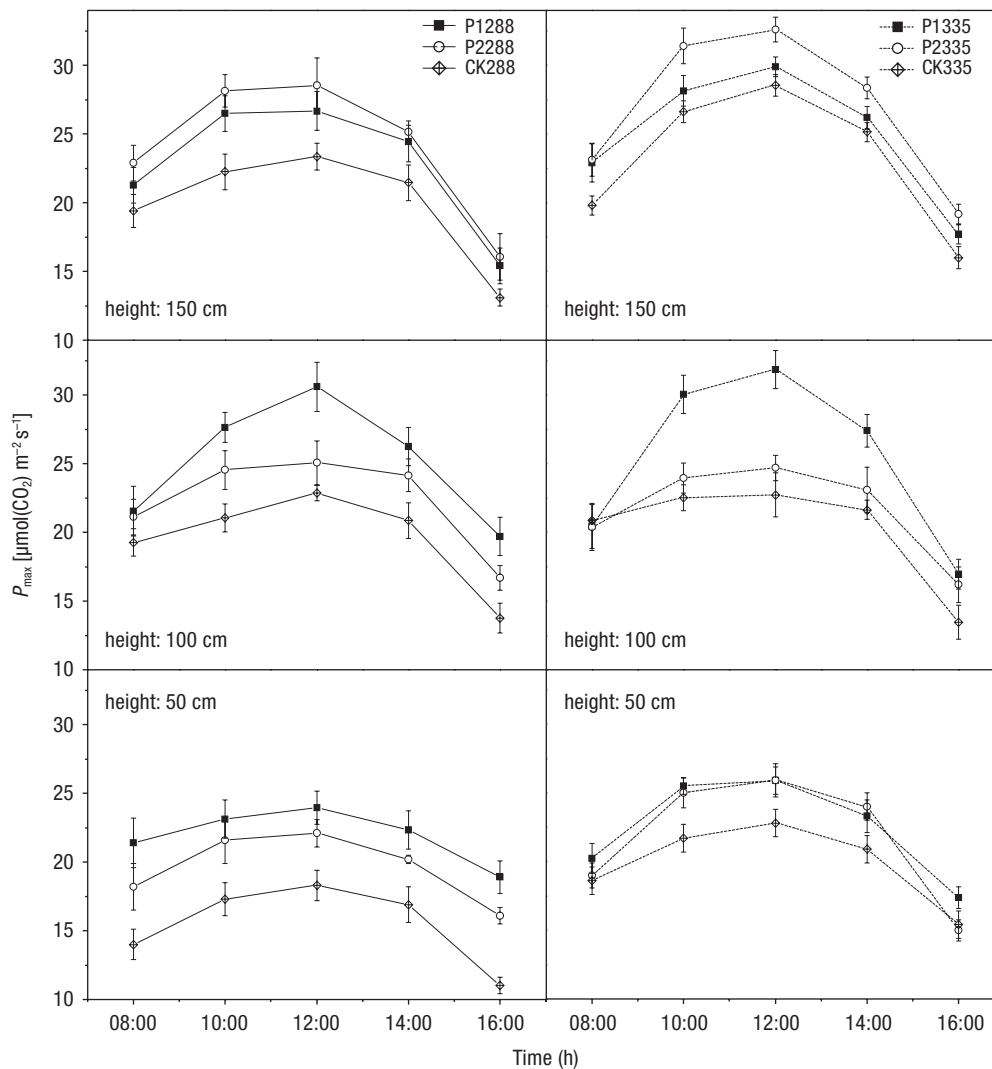 P1288
P2288
CK288
P1335
P2335
CK335
30
25
20
15
10
height: 150 cm
height: 150 cm
30
25
20
15
10
height: 100 cm
height: 100 cm
P_max [µmol(CO₂) m⁻² s⁻¹]
height: 50 cm
height: 50 cm
30
25
20
15
10
08:00 10:00 12:00 14:00 16:00 08:00 10:00 12:00 14:00 16:00
Time (h)